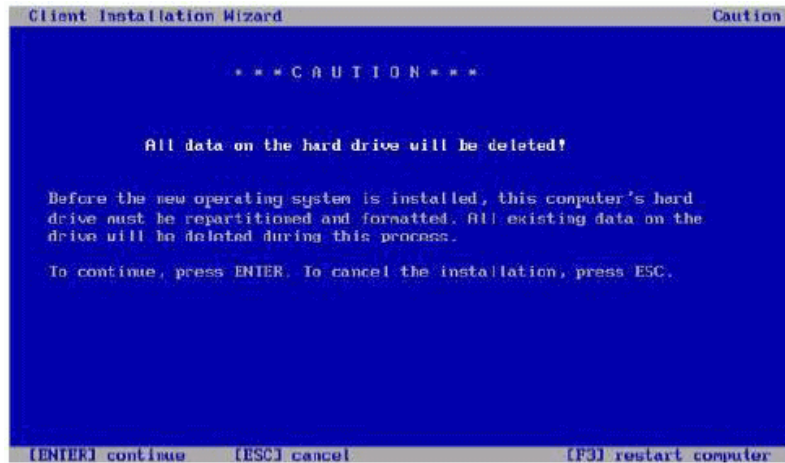 Client Installation Wizard Caution
* * * C A U T I O N * * *
All data on the hard drive will be deleted!
Before the new operating system is installed, this computer's hard
drive must be repartitioned and formatted. All existing data on the
drive will be deleted during this process.
To continue, press ENTER. To cancel the installation, press ESC.
[ENTER] continue [ESC] cancel [F3] restart computer